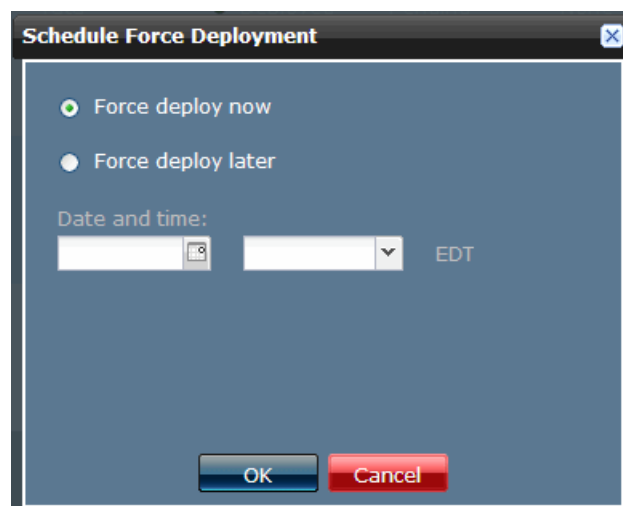 Schedule Force Deployment
Force deploy now
Force deploy later
Date and time:
EDT
OK Cancel